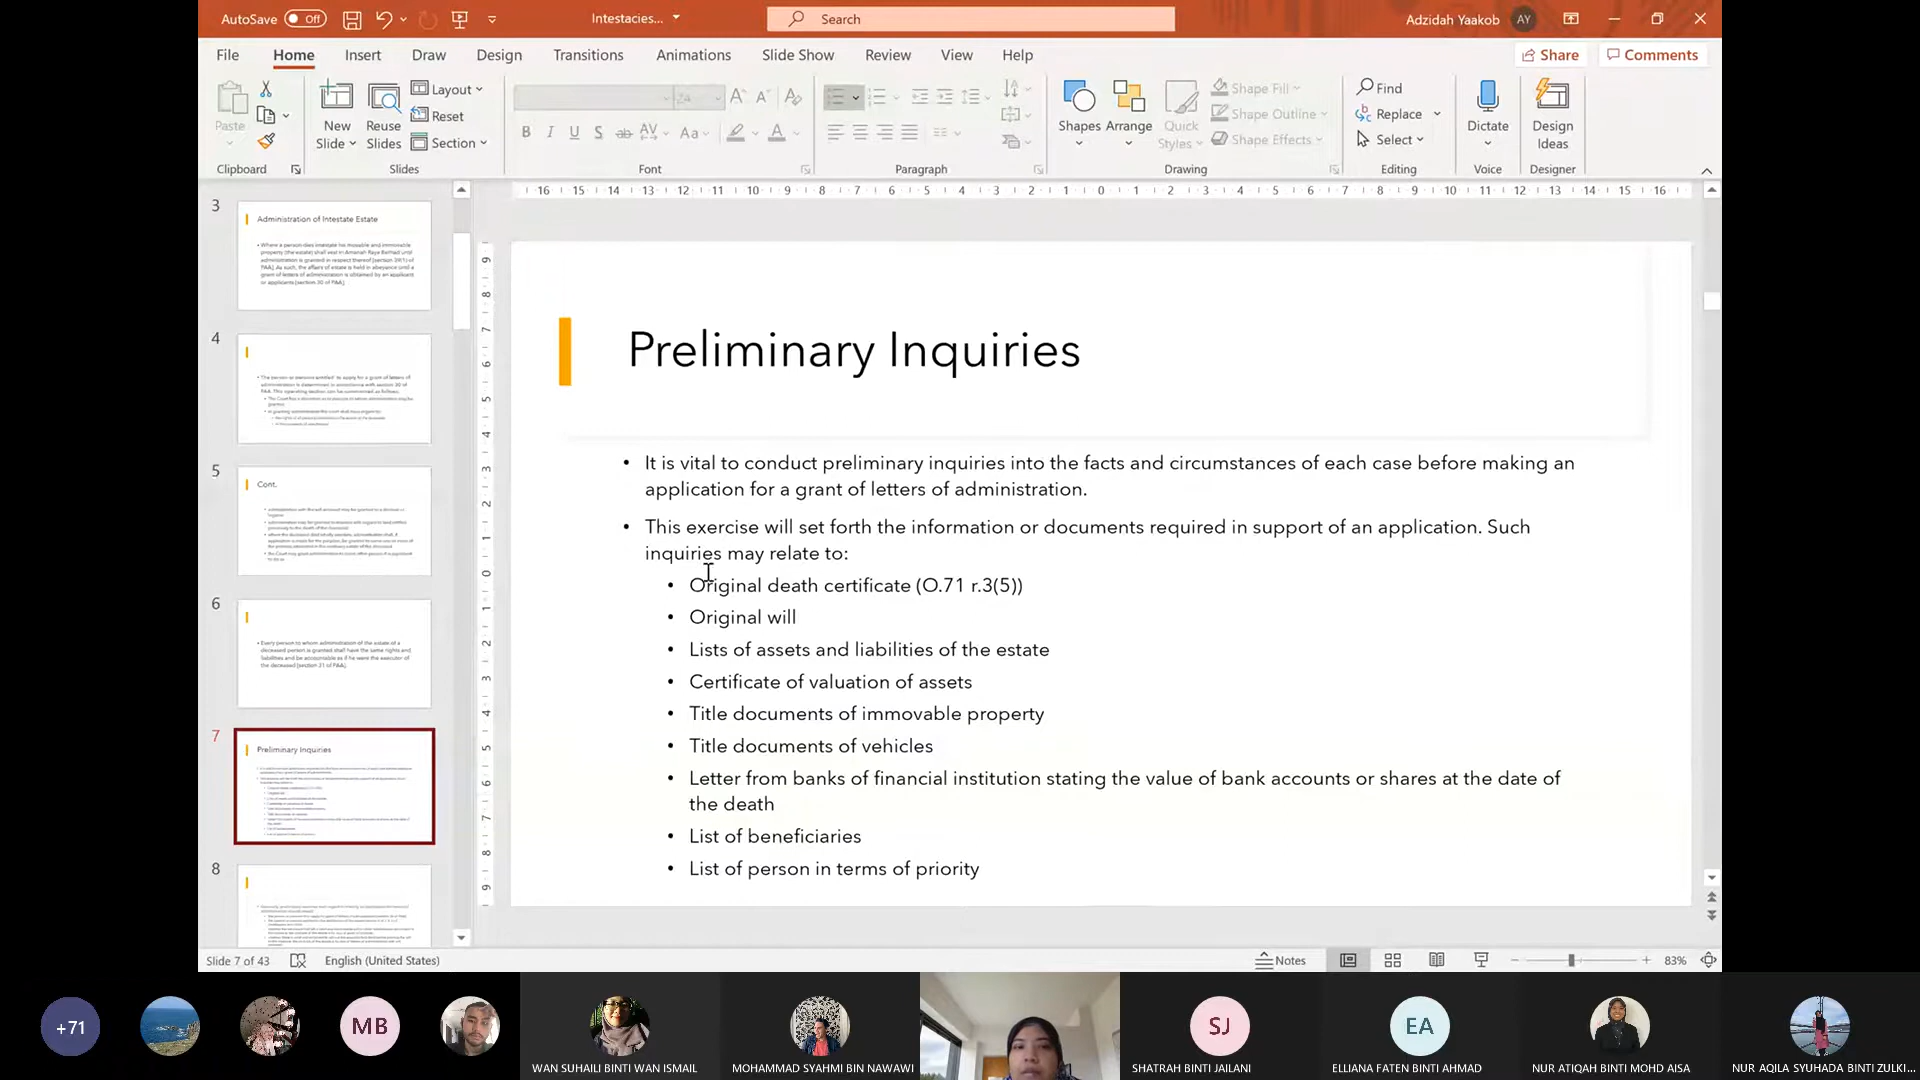 AutoSave Off Intestacies... Search Adzidah Yaakob AY
File Home Insert Draw Design Transitions Animations Slide Show Review View Help Share Comments
Paste New Slide Reuse Slides Layout Reset Section 24 Shapes Arrange Quick Styles Shape Fill Shape Outline Shape Effects Find Replace Select Dictate Design Ideas
Clipboard Slides Font Paragraph Drawing Editing Voice Designer
3
Administration of Intestate Estate
4
5
Cont.
6
7
Preliminary Inquiries
8
Preliminary Inquiries
• It is vital to conduct preliminary inquiries into the facts and circumstances of each case before making an
application for a grant of letters of administration.
• This exercise will set forth the information or documents required in support of an application. Such
inquiries may relate to:
• Original death certificate (O.71 r.3(5))
• Original will
• Lists of assets and liabilities of the estate
• Certificate of valuation of assets
• Title documents of immovable property
• Title documents of vehicles
• Letter from banks of financial institution stating the value of bank accounts or shares at the date of
the death
• List of beneficiaries
• List of person in terms of priority
Slide 7 of 43 English (United States) Notes 83%
+71 MB SJ EA
WAN SUHAILI BINTI WAN ISMAIL MOHAMMAD SYAHMI BIN NAWAWI SHATRAH BINTI JAILANI ELLIANA FATEN BINTI AHMAD NUR ATIQAH BINTI MOHD AISA NUR AQILA SYUHADA BINTI ZULKI...